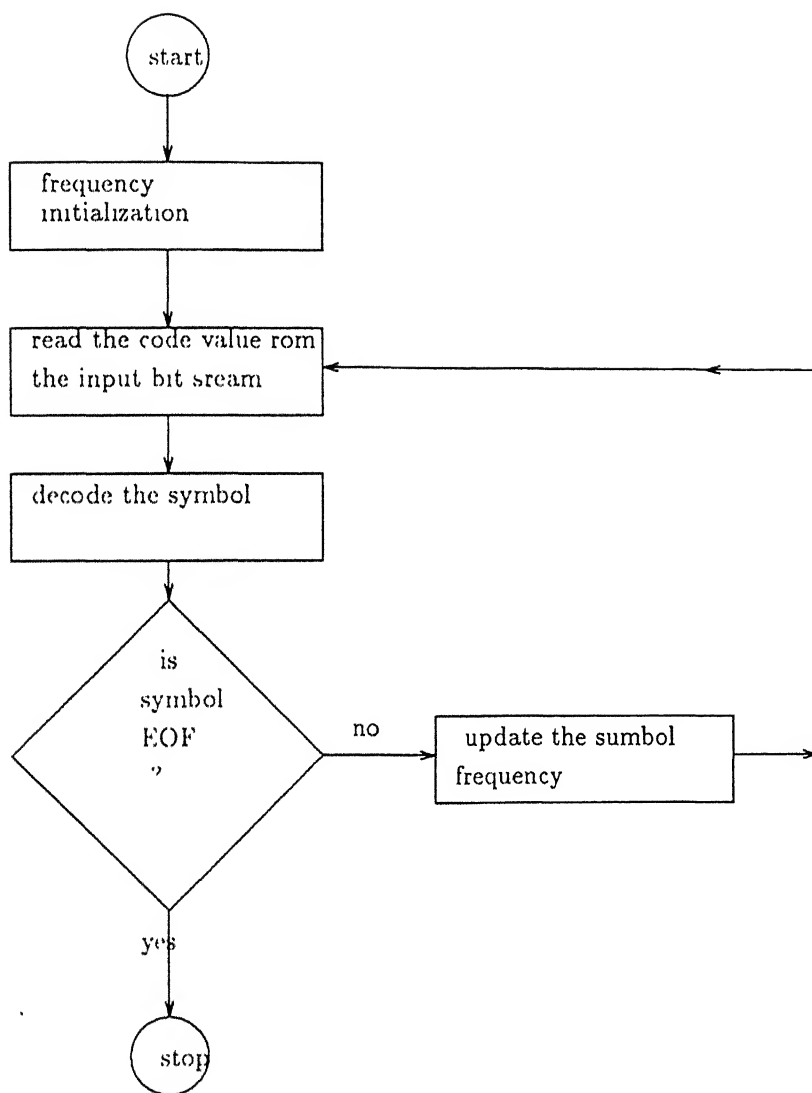 start
frequency
initialization
read the code value rom
the input bit sream
decode the symbol
is
symbol
EOF
?
no
update the sumbol
frequency
yes
stop